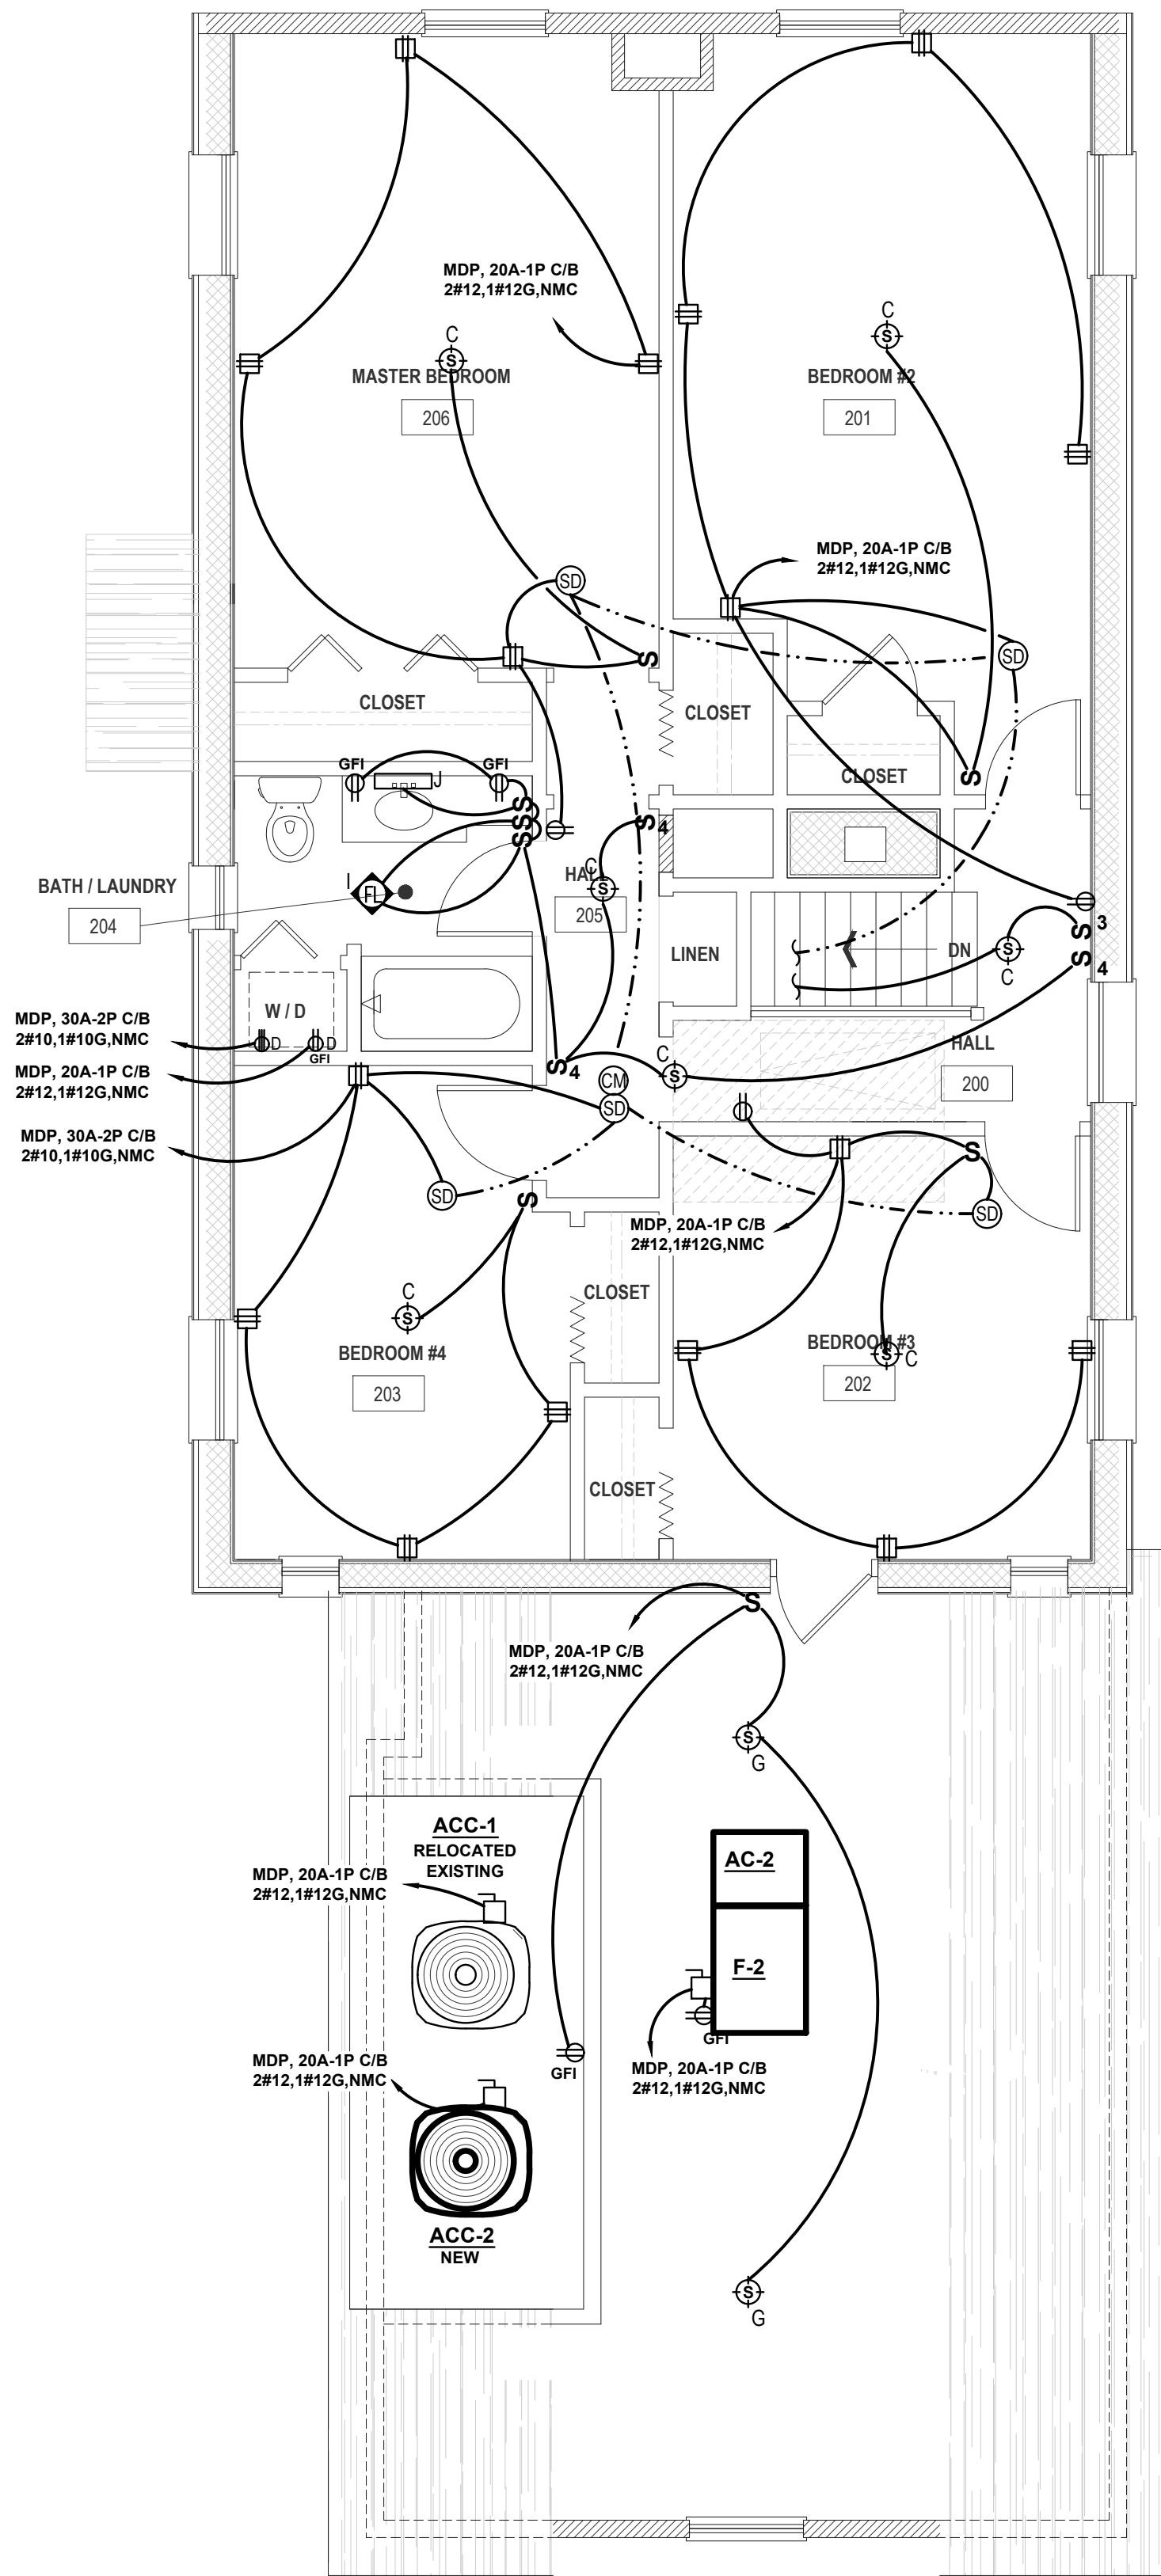 MDP, 20A-1P C/B
2#12,1#12G,NMC
C
S
MASTER BEDROOM
206
C
S
BEDROOM #2
201
MDP, 20A-1P C/B
2#12,1#12G,NMC
SD
S
SD
CLOSET
CLOSET
CLOSET
S
GFI
GFI
J
S
S
S
S4
I
FL
BATH / LAUNDRY
204
C
S
HALL
205
LINEN
DN
S
C
S3
S4
W / D
D
D
GFI
MDP, 30A-2P C/B
2#10,1#10G,NMC
MDP, 20A-1P C/B
2#12,1#12G,NMC
MDP, 30A-2P C/B
2#10,1#10G,NMC
S4
C
S
HALL
200
CM
SD
SD
S
S
SD
MDP, 20A-1P C/B
2#12,1#12G,NMC
CLOSET
C
S
BEDROOM #4
203
BEDROOM #3
S
C
202
CLOSET
S
MDP, 20A-1P C/B
2#12,1#12G,NMC
S
G
ACC-1
RELOCATED
EXISTING
MDP, 20A-1P C/B
2#12,1#12G,NMC
AC-2
F-2
GFI
MDP, 20A-1P C/B
2#12,1#12G,NMC
GFI
MDP, 20A-1P C/B
2#12,1#12G,NMC
ACC-2
NEW
S
G